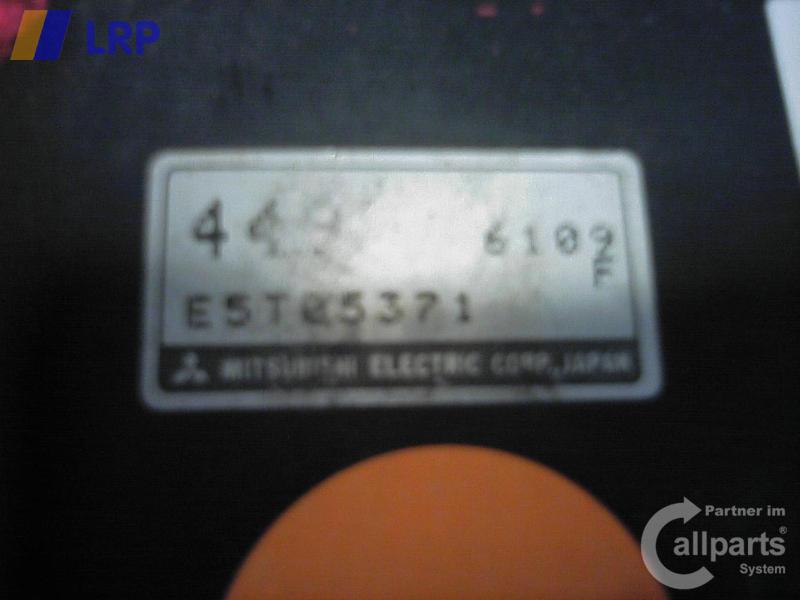 LRP
44 6109
F
E5T05371
MITSUBISHI ELECTRIC CORP., JAPAN
Partner im
Callparts®
System